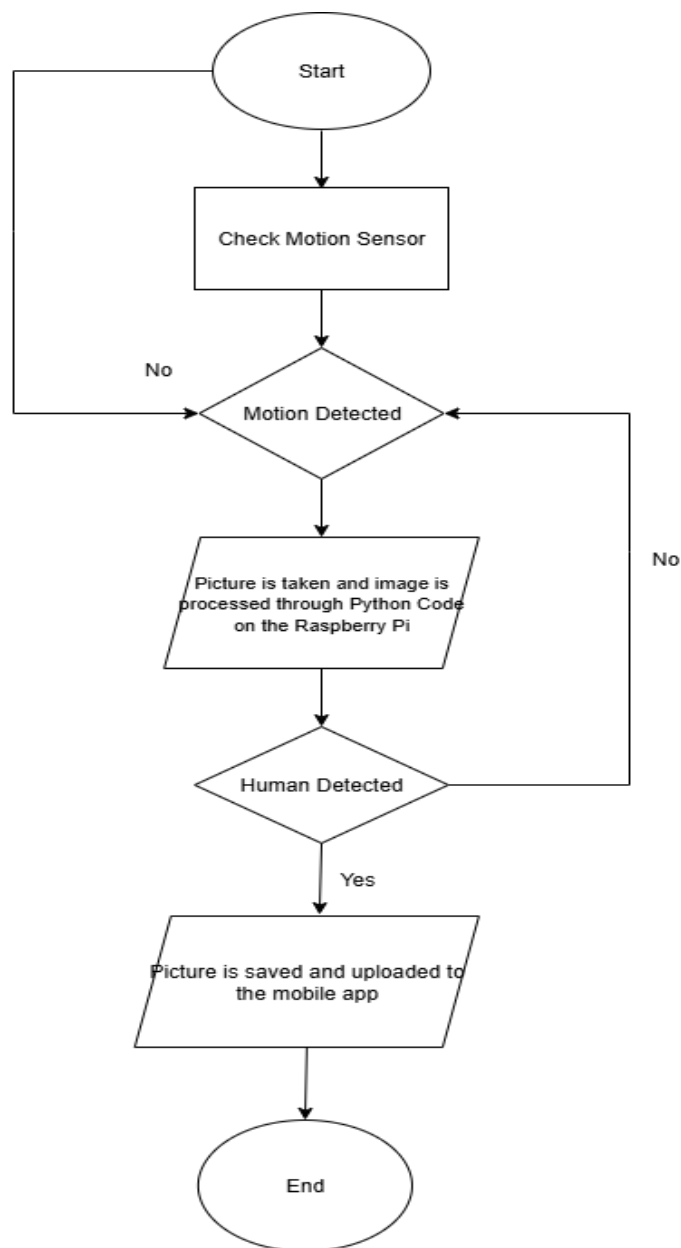 Start
Check Motion Sensor
No
Motion Detected
No
Picture is taken and image is
processed through Python Code
on the Raspberry Pi
Human Detected
Yes
Picture is saved and uploaded to
the mobile app
End